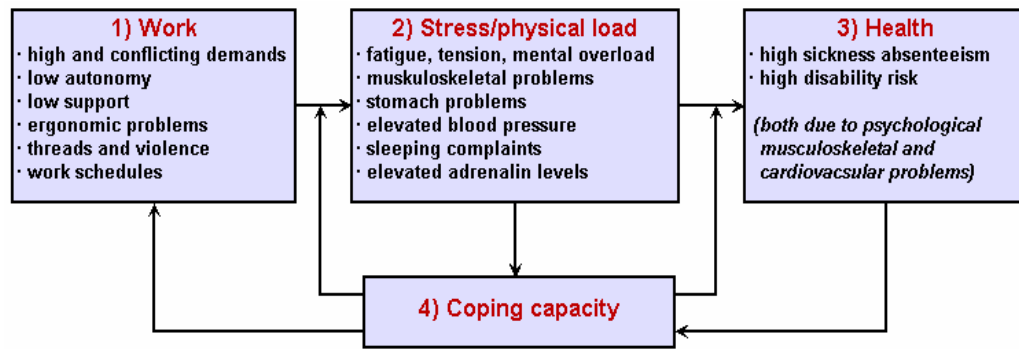 1) Work
· high and conflicting demands
· low autonomy
· low support
· ergonomic problems
· threads and violence
· work schedules
2) Stress/physical load
· fatigue, tension, mental overload
· muskuloskeletal problems
· stomach problems
· elevated blood pressure
· sleeping complaints
· elevated adrenalin levels
3) Health
· high sickness absenteeism
· high disability risk
(both due to psychological
musculoskeletal and
cardiovacsular problems)
4) Coping capacity